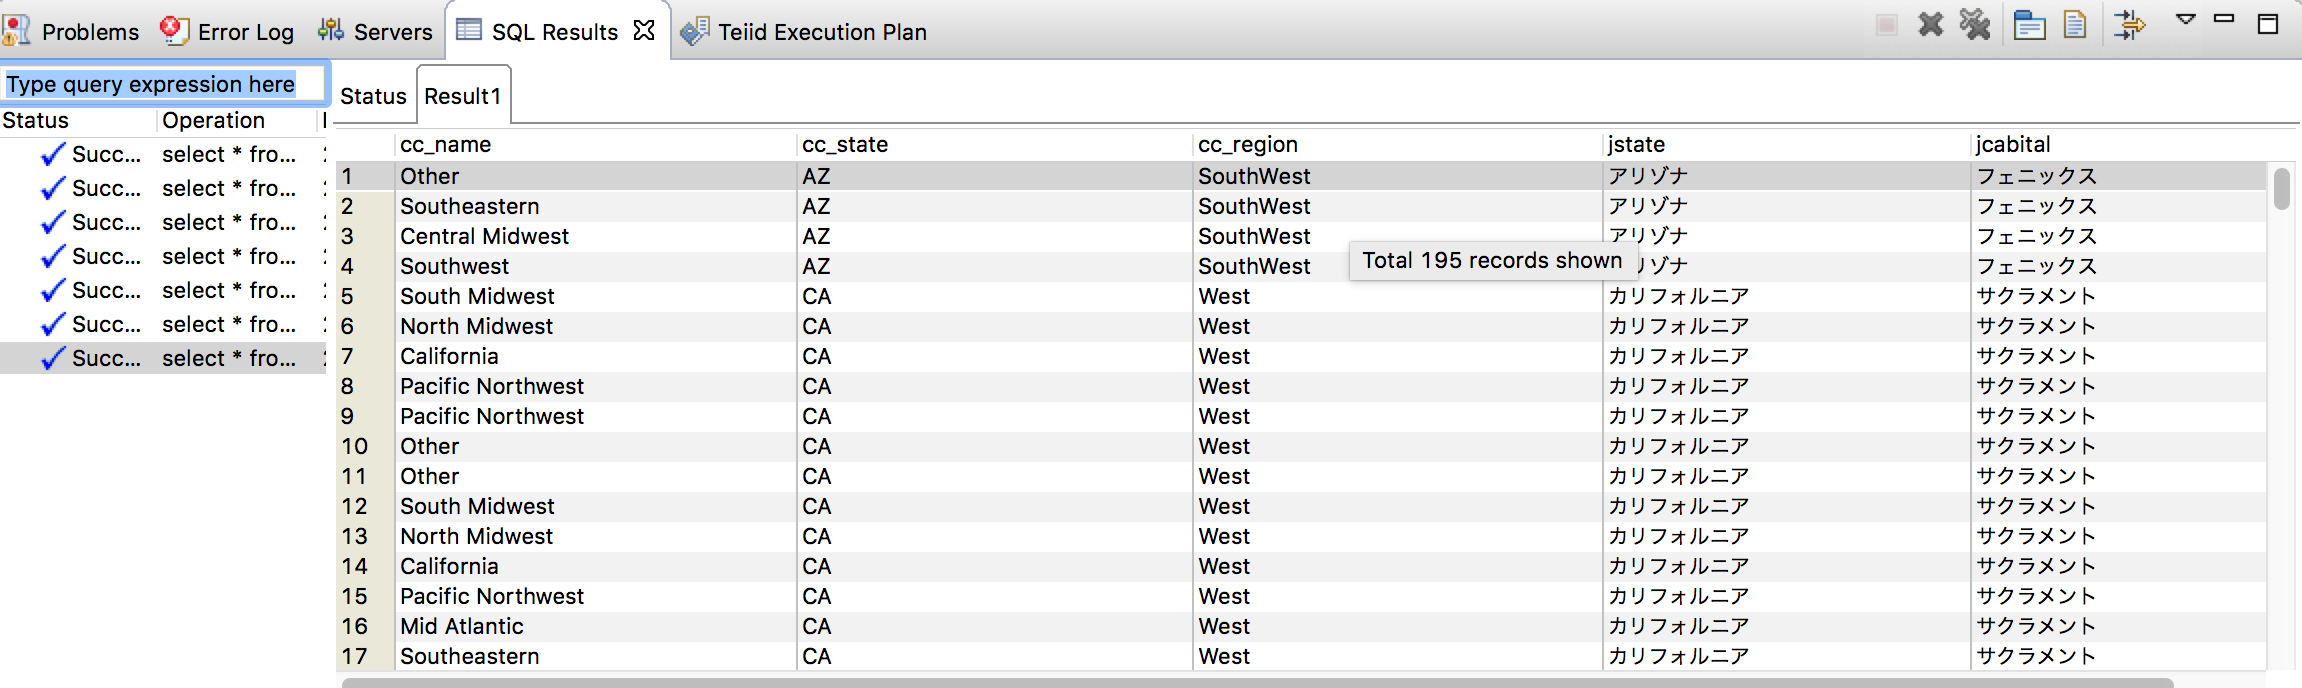 Problems Error Log Servers SQL Results Teiid Execution Plan
Type query expression here
Status Operation
Succ... select * fro...
Succ... select * fro...
Succ... select * fro...
Succ... select * fro...
Succ... select * fro...
Succ... select * fro...
Succ... select * fro...
Status Result1
cc_name cc_state cc_region jstate jcabital
1 Other AZ SouthWest アリゾナ フェニックス
2 Southeastern AZ SouthWest アリゾナ フェニックス
3 Central Midwest AZ SouthWest アリゾナ フェニックス
4 Southwest AZ SouthWest リゾナ フェニックス
Total 195 records shown
5 South Midwest CA West カリフォルニア サクラメント
6 North Midwest CA West カリフォルニア サクラメント
7 California CA West カリフォルニア サクラメント
8 Pacific Northwest CA West カリフォルニア サクラメント
9 Pacific Northwest CA West カリフォルニア サクラメント
10 Other CA West カリフォルニア サクラメント
11 Other CA West カリフォルニア サクラメント
12 South Midwest CA West カリフォルニア サクラメント
13 North Midwest CA West カリフォルニア サクラメント
14 California CA West カリフォルニア サクラメント
15 Pacific Northwest CA West カリフォルニア サクラメント
16 Mid Atlantic CA West カリフォルニア サクラメント
17 Southeastern CA West カリフォルニア サクラメント